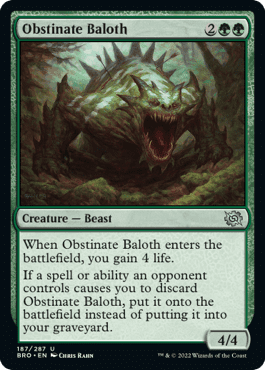 Obstinate Baloth 2
Creature — Beast
When Obstinate Baloth enters the
battlefield, you gain 4 life.
If a spell or ability an opponent
controls causes you to discard
Obstinate Baloth, put it onto the
battlefield instead of putting it into
your graveyard.
4/4
187/287 U
BRO • EN Chris Rahn
™ & © 2022 Wizards of the Coast